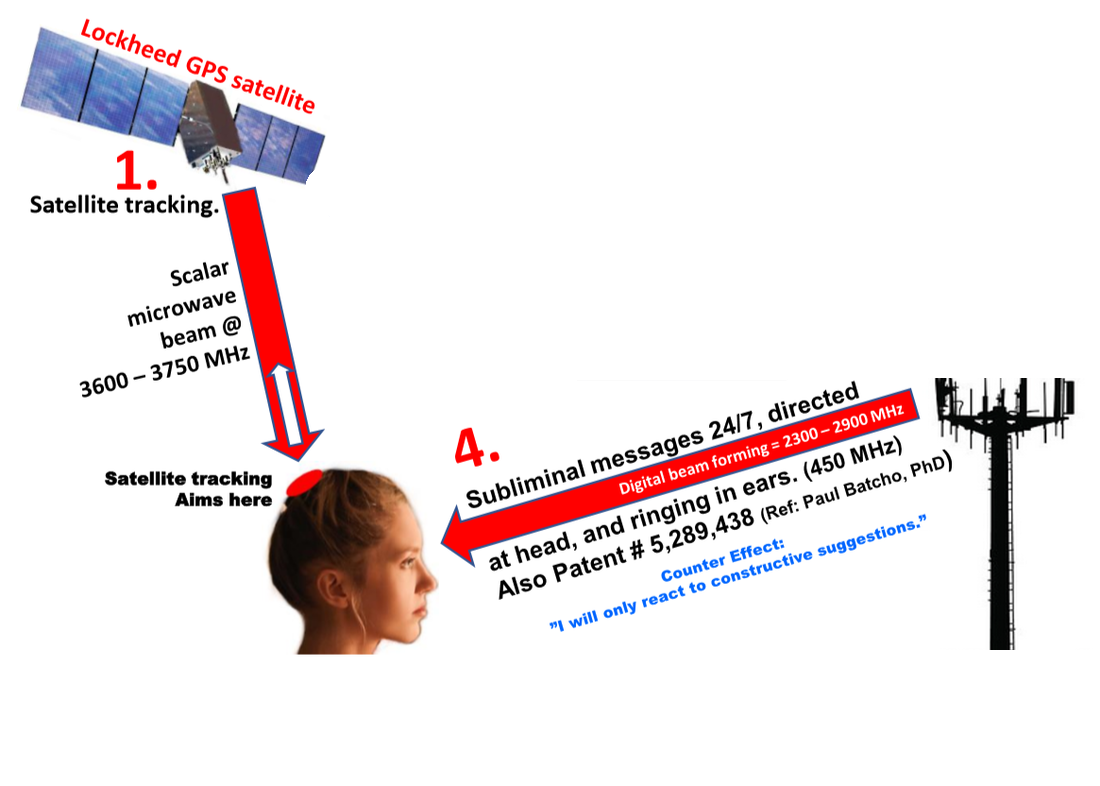 Lockheed GPS satellite
1.
Satellite tracking.
Scalar
microwave
beam @
3600 – 3750 MHz
Satellite tracking
Aims here
4.
Subliminal messages 24/7, directed
Digital beam forming = 2300 – 2900 MHz
at head, and ringing in ears. (450 MHz)
Also Patent # 5,289,438 (Ref: Paul Batcho, PhD)
Counter Effect:
”I will only react to constructive suggestions.”